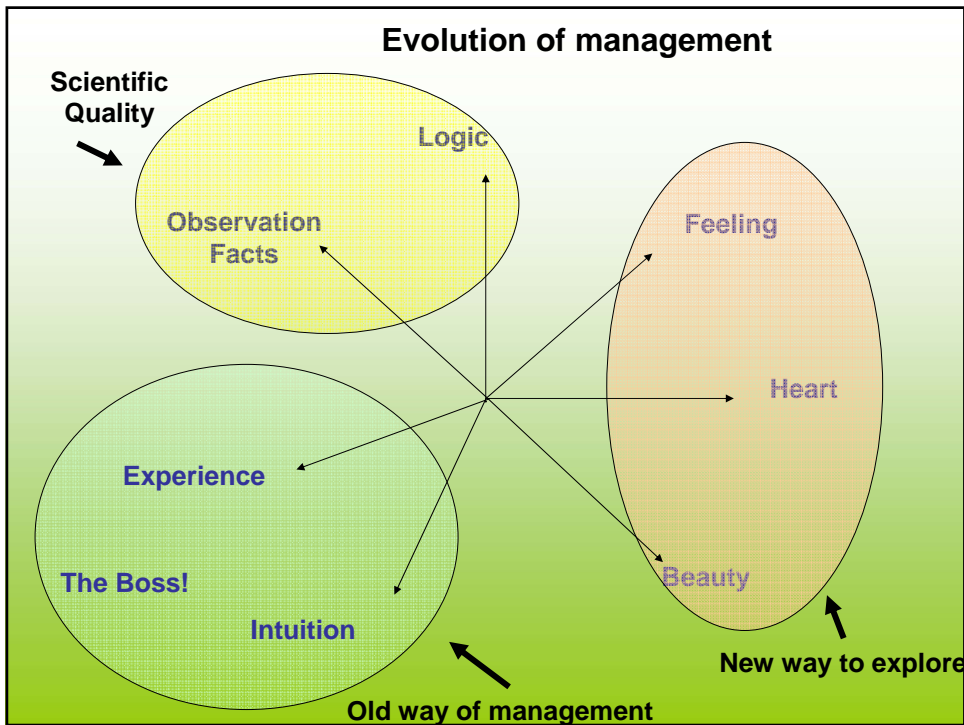 Evolution of management
Scientific
Quality
Logic
Observation
Facts
Feeling
Heart
Beauty
Experience
The Boss!
Intuition
New way to explore
Old way of management